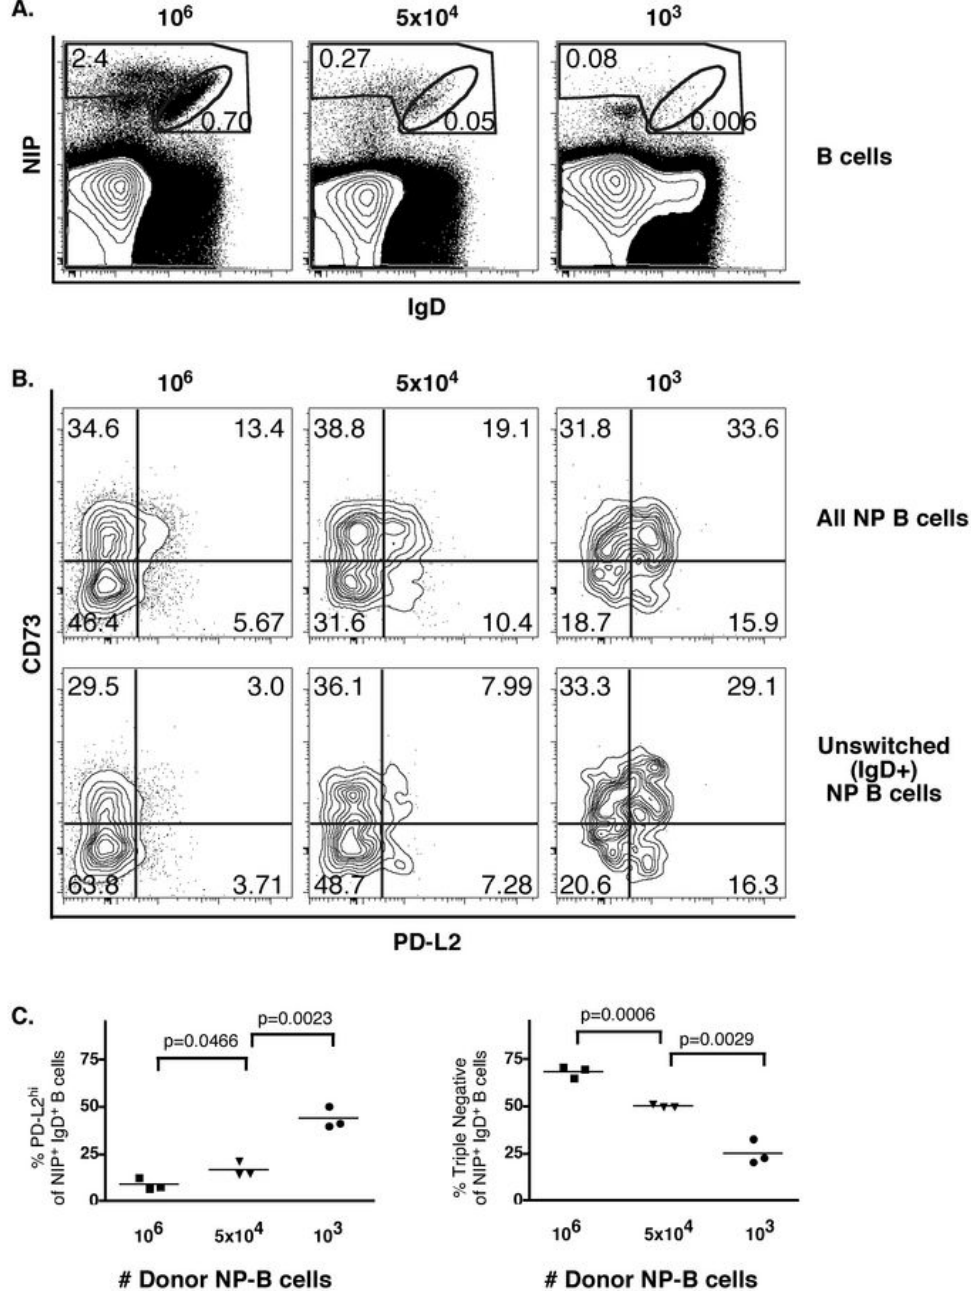 A.
10⁶ 5x10⁴ 10³
2.4 0.27 0.08
0.70 0.05 0.006
NIP
B cells
IgD
B.
10⁶ 5x10⁴ 10³
34.6 13.4 38.8 19.1 31.8 33.6
All NP B cells
46.4 5.67 31.6 10.4 18.7 15.9
CD73
29.5 3.0 36.1 7.99 33.3 29.1
Unswitched
(IgD+)
NP B cells
63.8 3.71 48.7 7.28 20.6 16.3
PD-L2
C.
p=0.0466
p=0.0023
% PD-L2hi
of NIP⁺ IgD⁺ B cells
75
50
25
0
10⁶ 5x10⁴ 10³
# Donor NP-B cells
p=0.0006
p=0.0029
% Triple Negative
of NIP⁺ IgD⁺ B cells
75
50
25
0
10⁶ 5x10⁴ 10³
# Donor NP-B cells